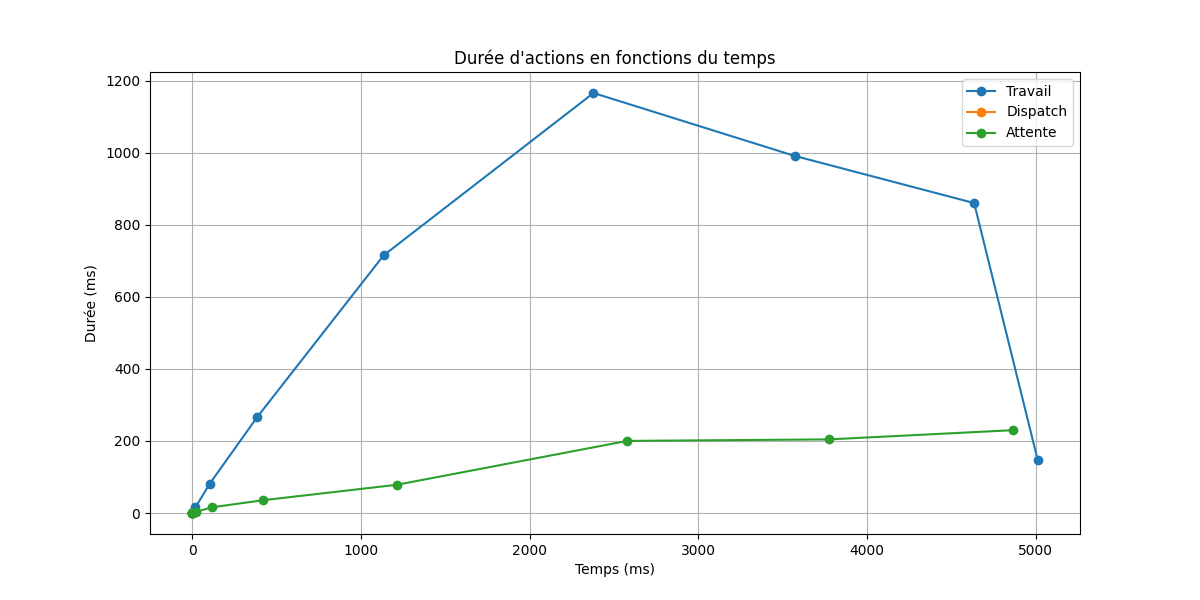 Durée d'actions en fonctions du temps
1200
1000
800
600
400
200
0
Durée (ms)
Travail
Dispatch
Attente
0 1000 2000 3000 4000 5000
Temps (ms)